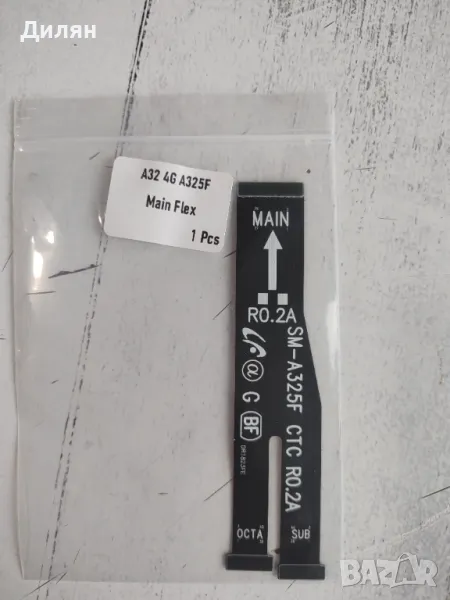 Дилян
A32 4G A325F
Main Flex
1 Pcs
MAIN
R0.2A
SM-A325F CTC R0.2A
@ G BF
OCTA
SUB
BAZAR